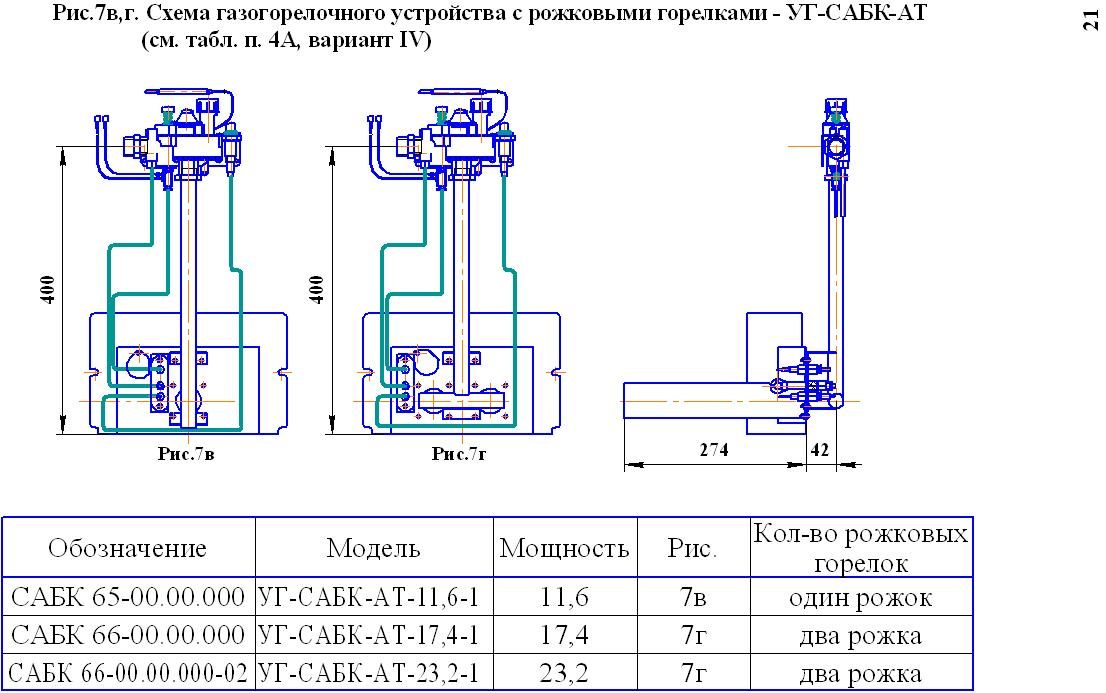 Рис.7в,г. Схема газогорелочного устройства с рожковыми горелками - УГ-САБК-АТ
(см. табл. п. 4А, вариант IV)
21
400
400
274
42
Рис.7в
Рис.7г
Обозначение Модель Мощность Рис. Кол-во рожковых
горелок
САБК 65-00.00.000 УГ-САБК-АТ-11,6-1 11,6 7в один рожок
САБК 66-00.00.000 УГ-САБК-АТ-17,4-1 17,4 7г два рожка
САБК 66-00.00.000-02 УГ-САБК-АТ-23,2-1 23,2 7г два рожка